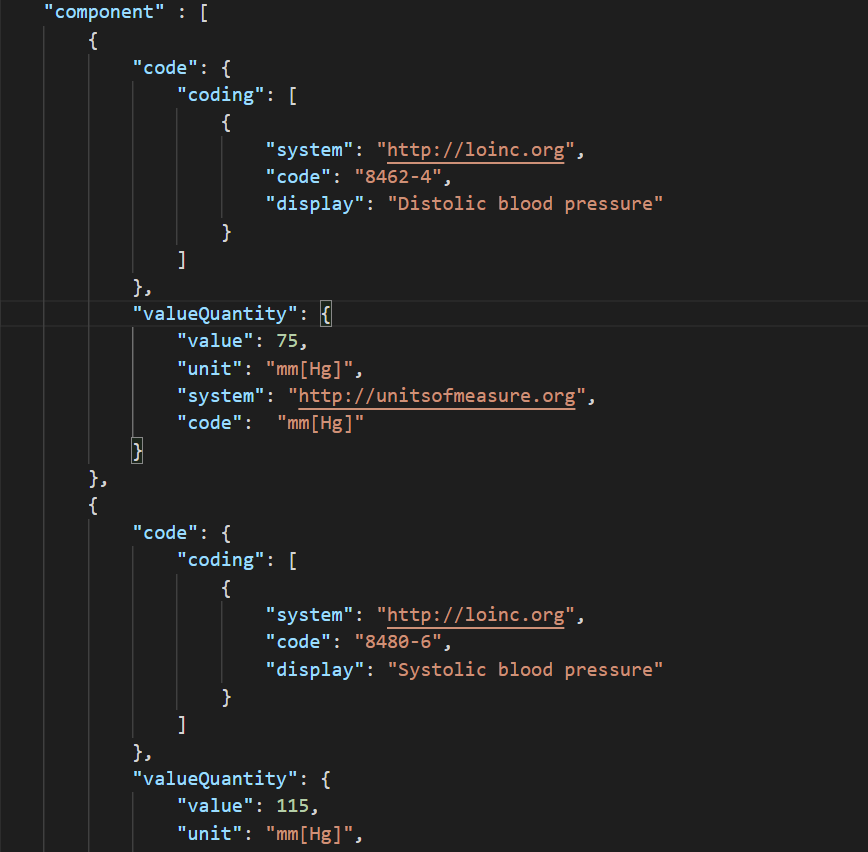 "component" : [
{
"code": {
"coding": [
{
"system": "http://loinc.org",
"code": "8462-4",
"display": "Distolic blood pressure"
}
]
},
"valueQuantity": {
"value": 75,
"unit": "mm[Hg]",
"system": "http://unitsofmeasure.org",
"code":  "mm[Hg]"
}
},
{
"code": {
"coding": [
{
"system": "http://loinc.org",
"code": "8480-6",
"display": "Systolic blood pressure"
}
]
},
"valueQuantity": {
"value": 115,
"unit": "mm[Hg]",